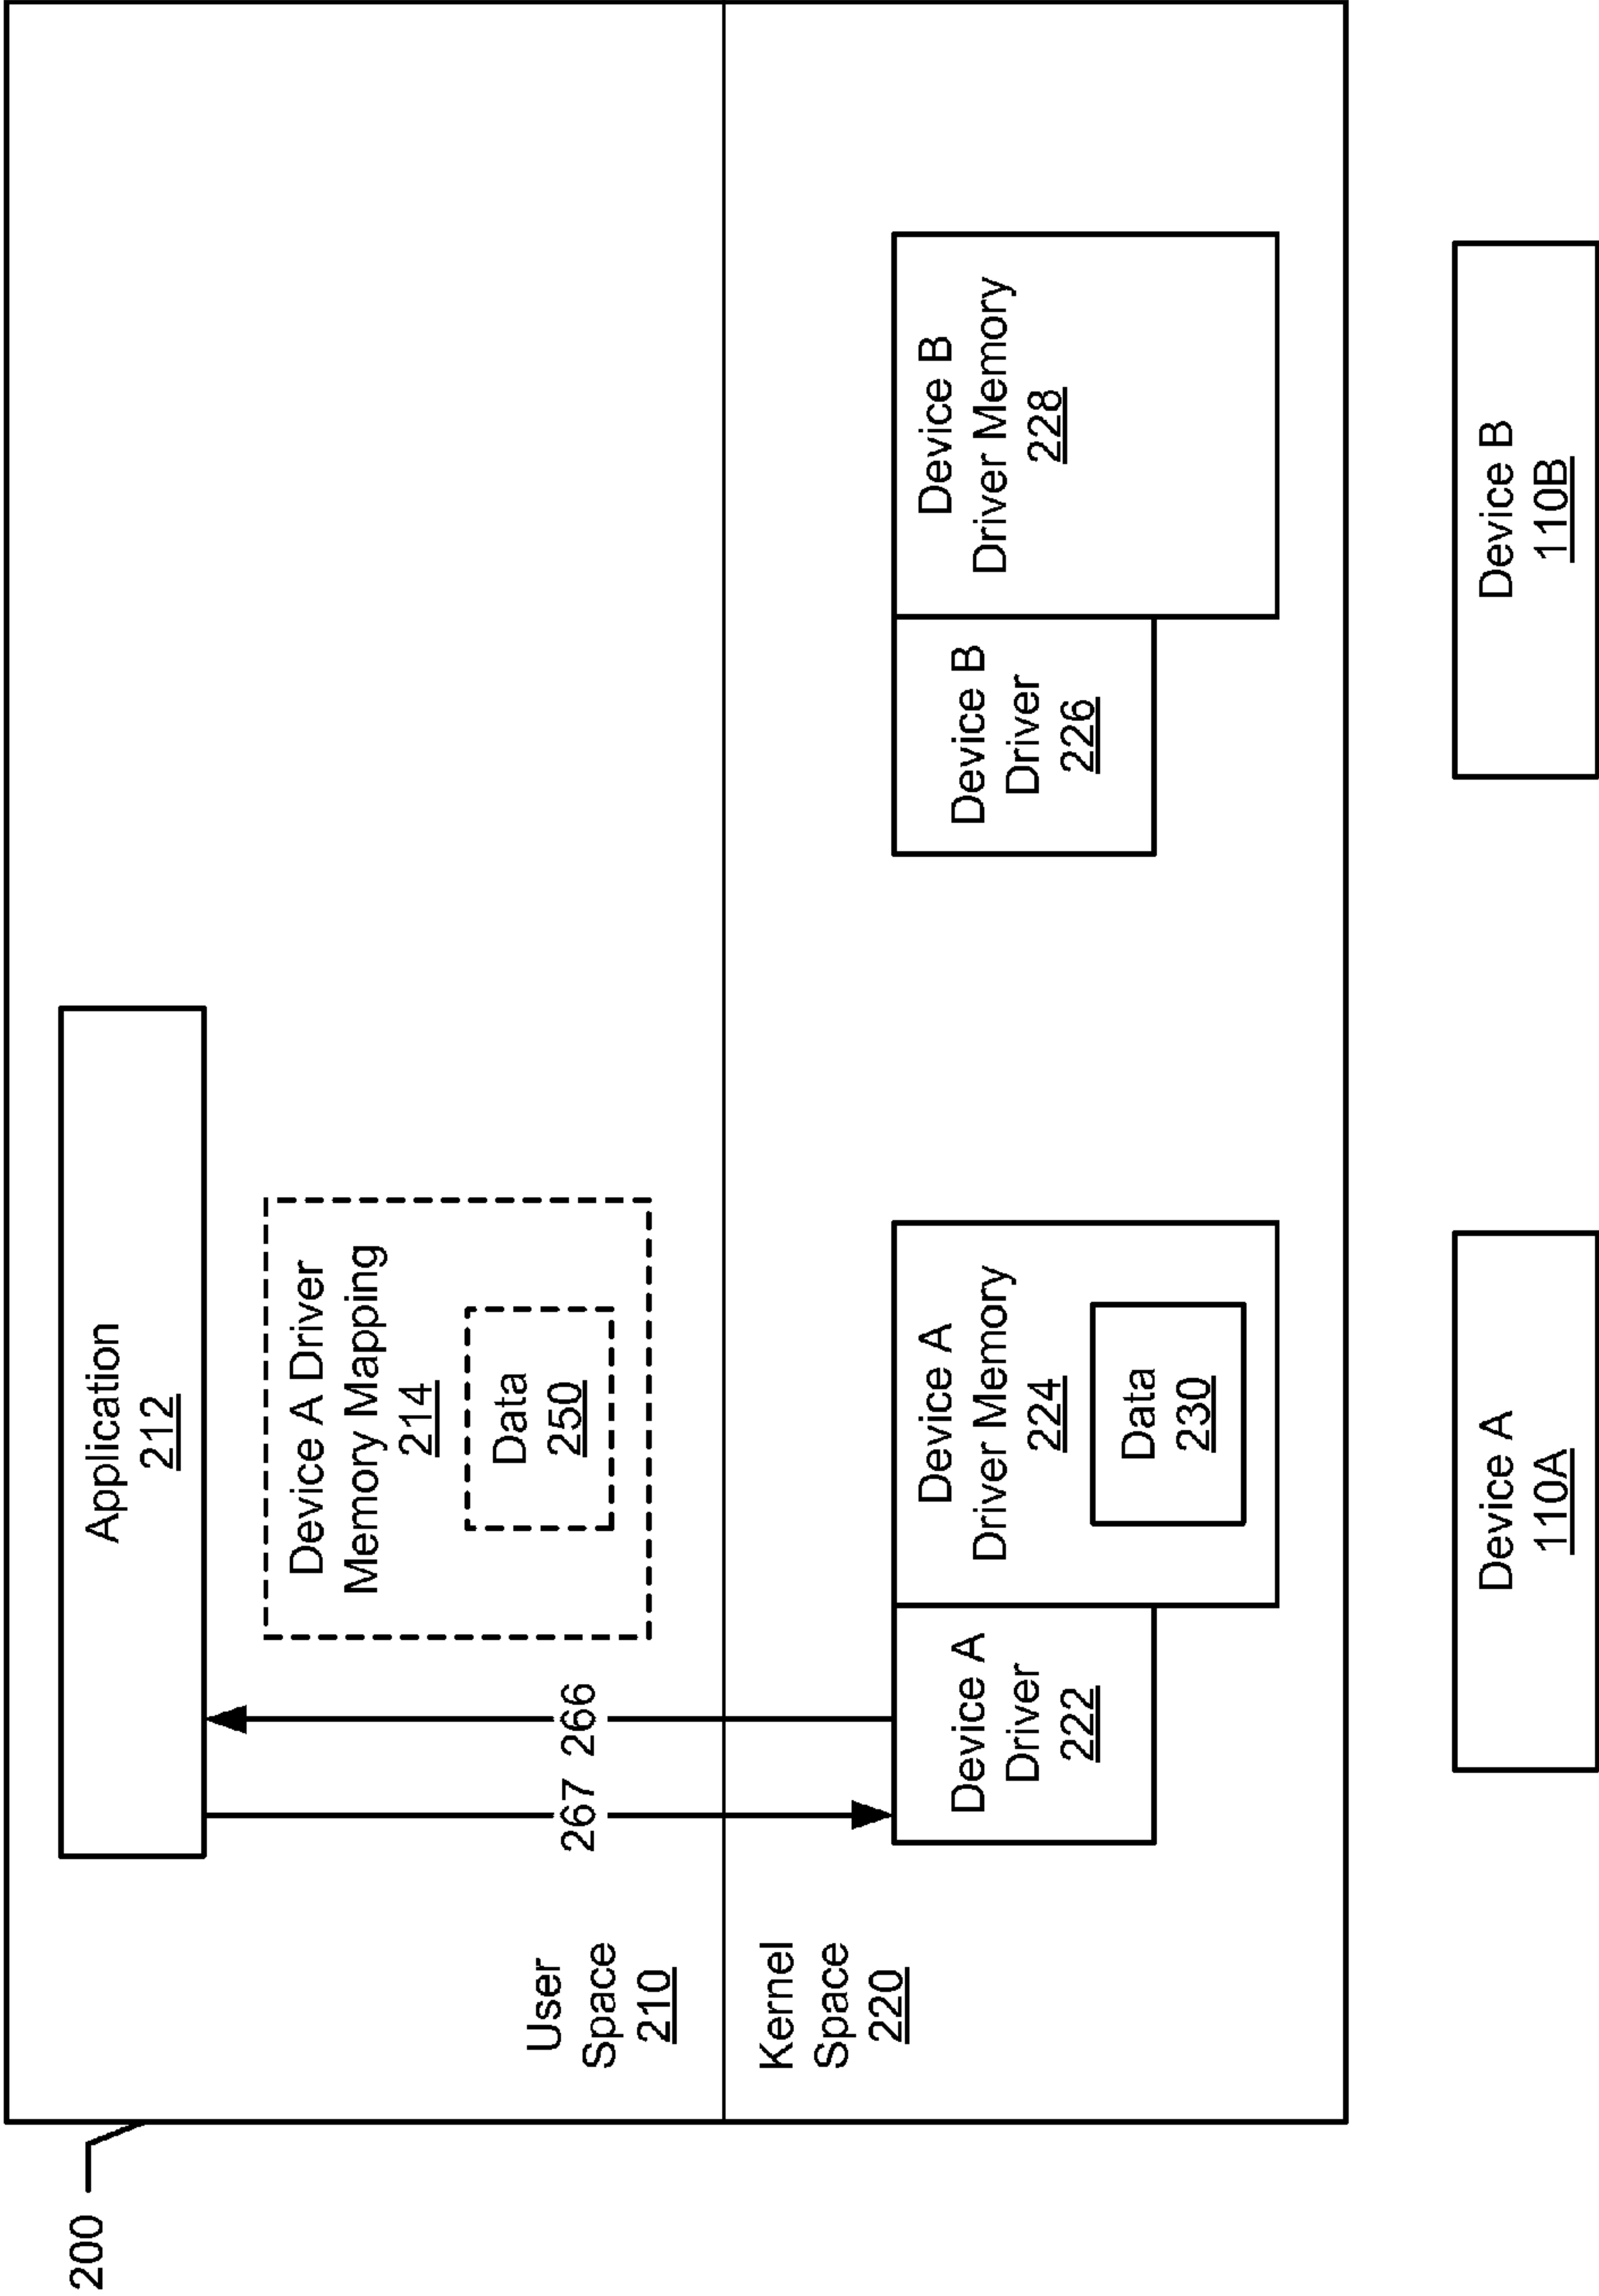 200
Application
212
Device A Driver
Memory Mapping
214
Data
250
267
266
User
Space
210
Kernel
Space
220
Device A
Driver
222
Device A
Driver Memory
224
Data
230
Device B
Driver
226
Device B
Driver Memory
228
Device A
110A
Device B
110B